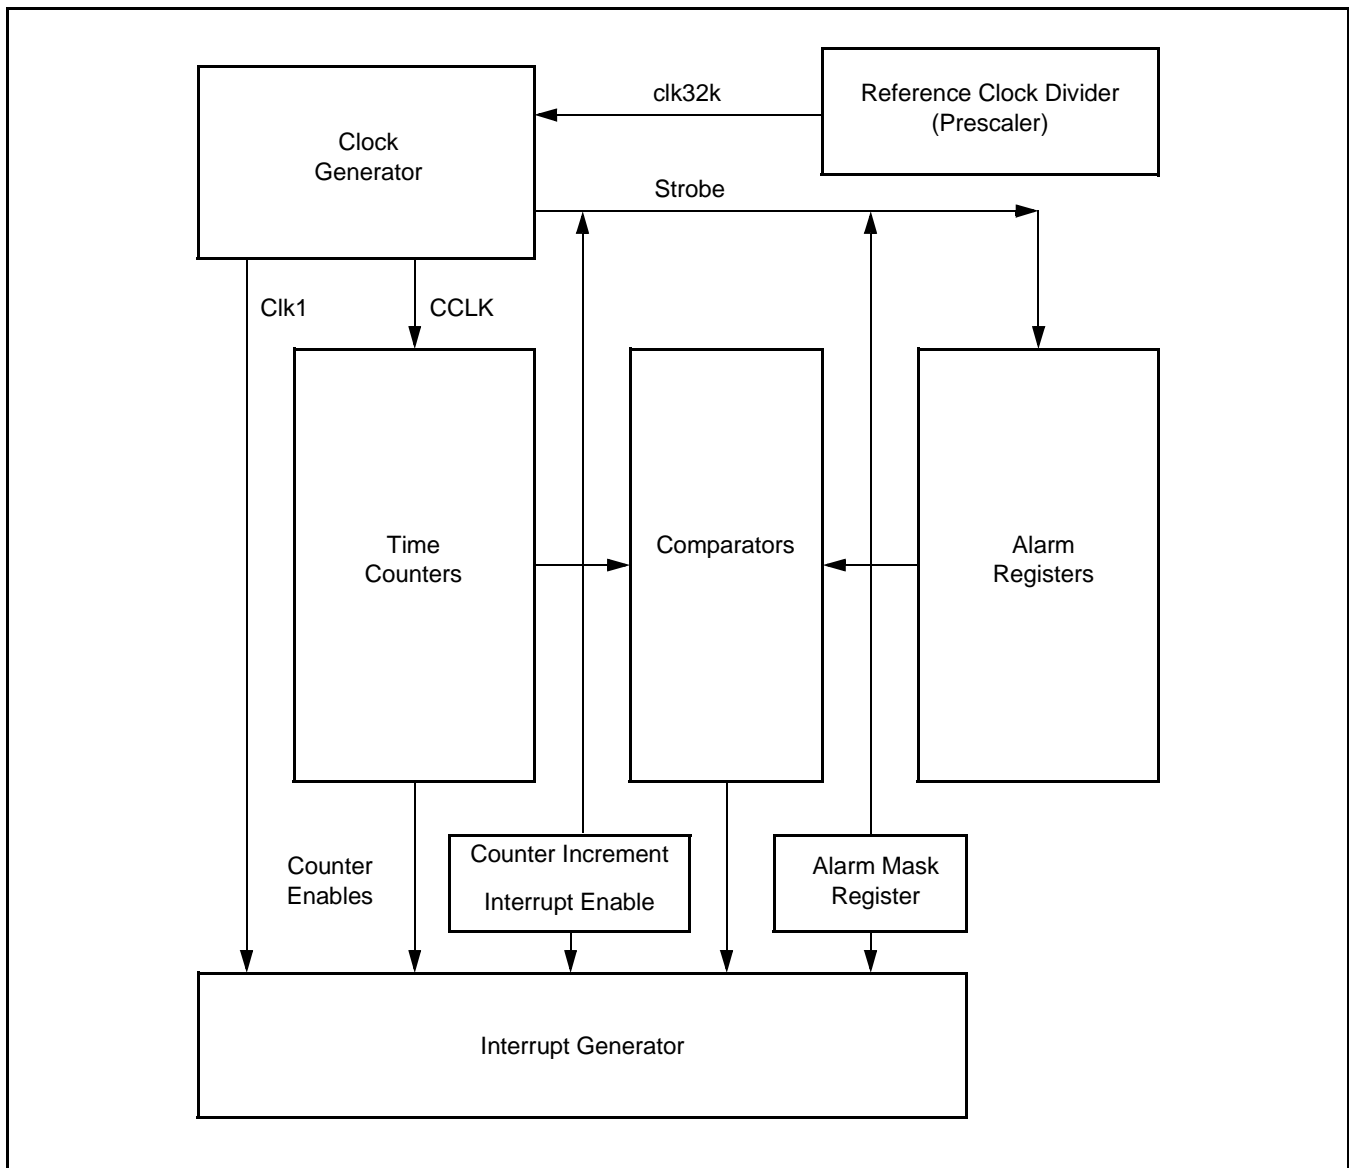 clk32k
Reference Clock Divider
(Prescaler)
Clock
Generator
Strobe
Clk1
CCLK
Time
Counters
Comparators
Alarm
Registers
Counter
Enables
Counter Increment
Interrupt Enable
Alarm Mask
Register
Interrupt Generator